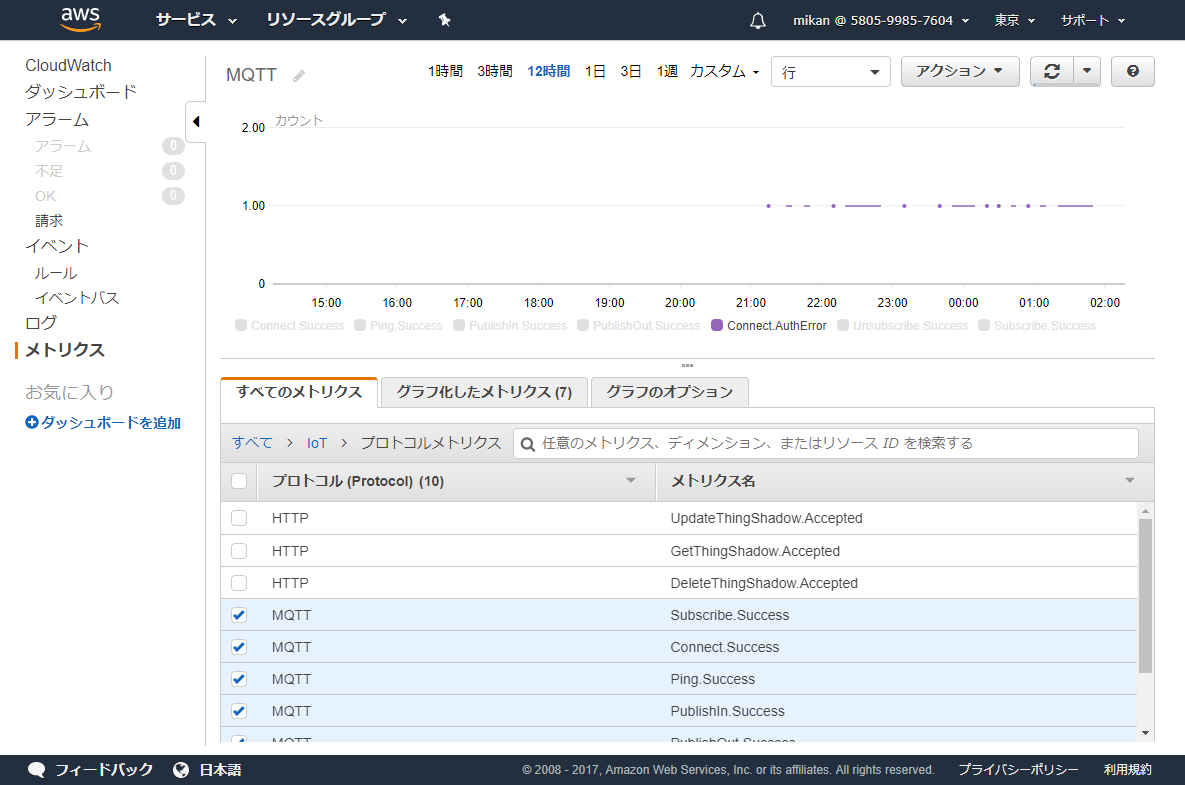 aws サービス リソースグループ mikan @ 5805-9985-7604 東京 サポート
CloudWatch
ダッシュボード
アラーム
アラーム 0
不足 0
OK 0
請求
イベント
ルール
イベントバス
ログ
メトリクス
お気に入り
ダッシュボードを追加
MQTT 1時間 3時間 12時間 1日 3日 1週 カスタム 行 アクション
カウント
2.00
1.00
0
15:00 16:00 17:00 18:00 19:00 20:00 21:00 22:00 23:00 00:00 01:00 02:00
Connect.Success Ping.Success PublishIn.Success PublishOut.Success Connect.AuthError Unsubscribe.Success Subscribe.Success
すべてのメトリクス グラフ化したメトリクス (7) グラフのオプション
すべて > IoT > プロトコルメトリクス 任意のメトリクス、ディメンション、またはリソース ID を検索する
プロトコル (Protocol) (10) メトリクス名
HTTP UpdateThingShadow.Accepted
HTTP GetThingShadow.Accepted
HTTP DeleteThingShadow.Accepted
MQTT Subscribe.Success
MQTT Connect.Success
MQTT Ping.Success
MQTT PublishIn.Success
MQTT PublishOut.Success
フィードバック 日本語 © 2008 - 2017, Amazon Web Services, Inc. or its affiliates. All rights reserved. プライバシーポリシー 利用規約